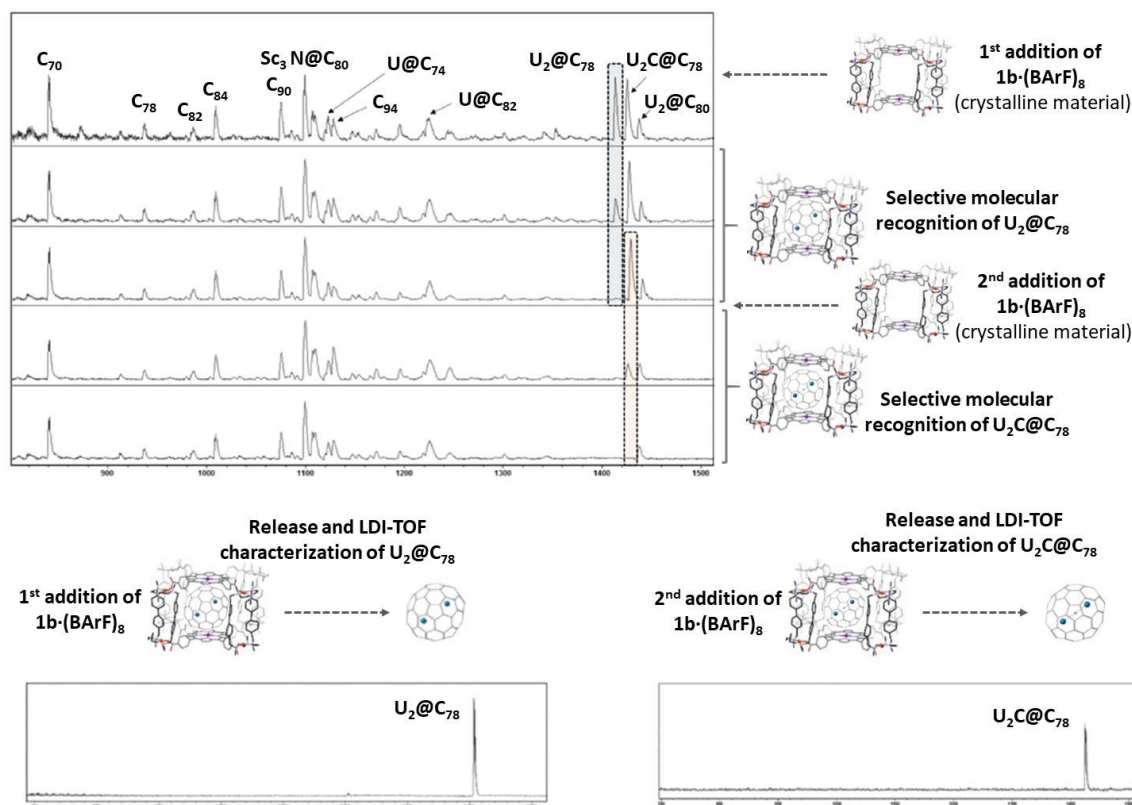 C₇₀
C₇₈
C₈₂
C₈₄
C₉₀
Sc₃ N@C₈₀
U@C₇₄
C₉₄
U@C₈₂
U₂@C₇₈
U₂C@C₇₈
U₂@C₈₀
1st addition of
1b·(BArF)₈
(crystalline material)
Selective molecular
recognition of U₂@C₇₈
2nd addition of
1b·(BArF)₈
(crystalline material)
Selective molecular
recognition of U₂C@C₇₈
900
1000
1100
1200
1300
1400
1500
Release and LDI-TOF
characterization of U₂@C₇₈
1st addition of
1b·(BArF)₈
U₂@C₇₈
Release and LDI-TOF
characterization of U₂C@C₇₈
2nd addition of
1b·(BArF)₈
U₂C@C₇₈